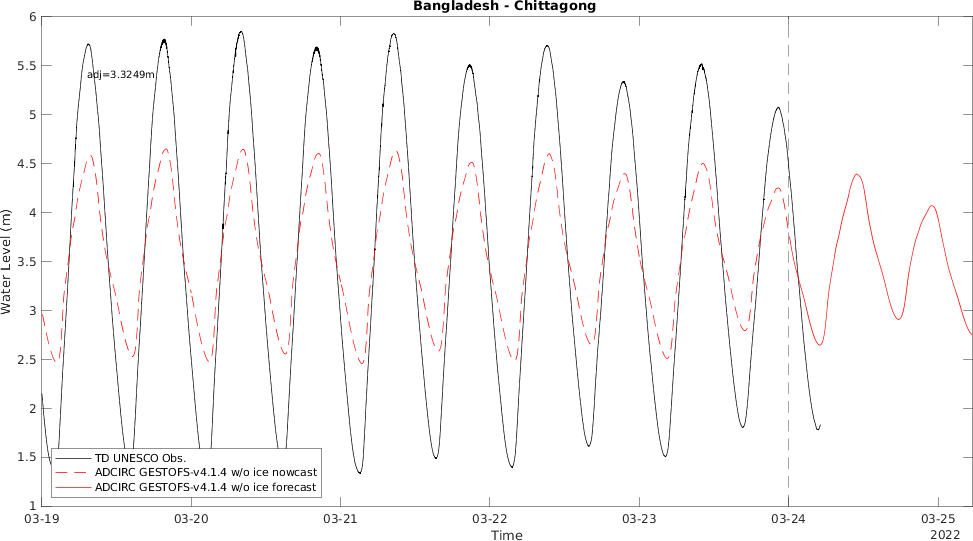 Bangladesh - Chittagong
adj=3.3249m
Water Level (m)
6
5.5
5
4.5
4
3.5
3
2.5
2
1.5
1
TD UNESCO Obs.
ADCIRC GESTOFS-v4.1.4 w/o ice nowcast
ADCIRC GESTOFS-v4.1.4 w/o ice forecast
03-19 03-20 03-21 03-22 03-23 03-24 03-25
Time
2022